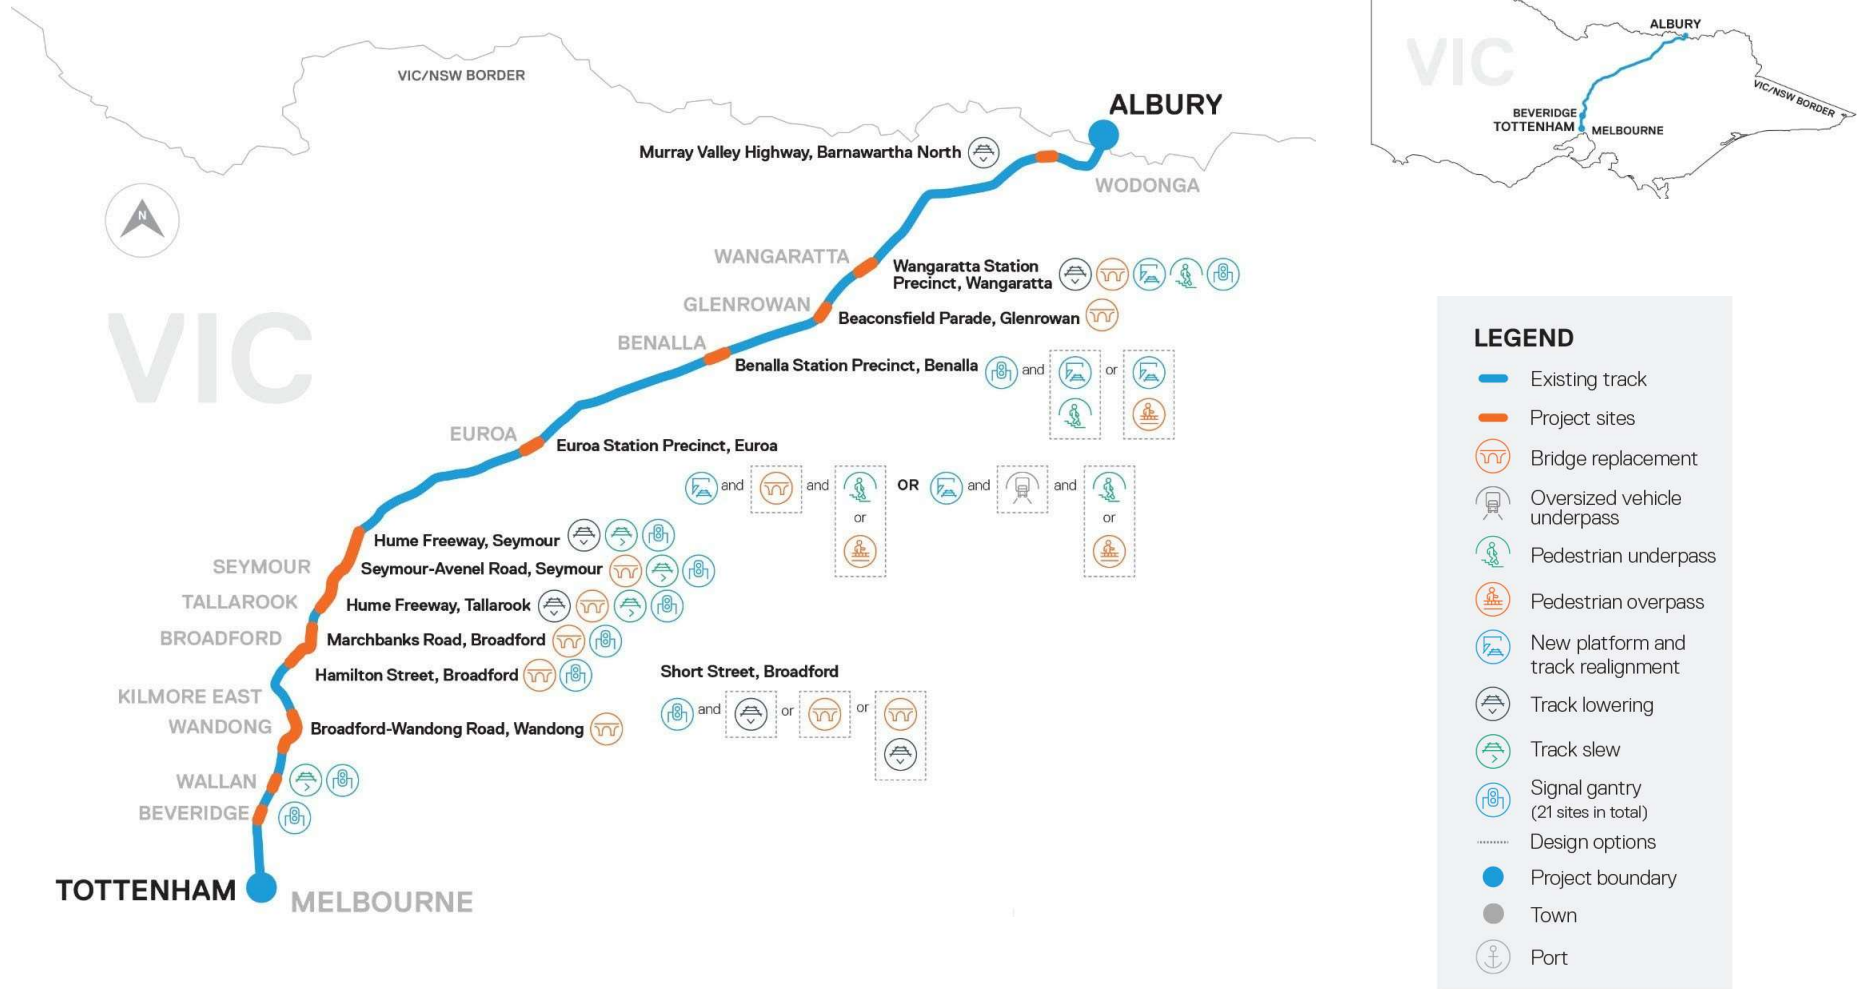 VIC/NSW BORDER
ALBURY
Murray Valley Highway, Barnawartha North
WODONGA
N
VIC
WANGARATTA
Wangaratta Station
Precinct, Wangaratta
GLENROWAN
Beaconsfield Parade, Glenrowan
BENALLA
Benalla Station Precinct, Benalla
and
or
EUROA
Euroa Station Precinct, Euroa
and
and
or
OR
and
and
or
Hume Freeway, Seymour
SEYMOUR
Seymour-Avenel Road, Seymour
TALLAROOK
Hume Freeway, Tallarook
BROADFORD
Marchbanks Road, Broadford
Hamilton Street, Broadford
Short Street, Broadford
and
or
or
KILMORE EAST
WANDONG
Broadford-Wandong Road, Wandong
WALLAN
BEVERIDGE
TOTTENHAM
MELBOURNE
VIC
ALBURY
VIC/NSW BORDER
BEVERIDGE
TOTTENHAM
MELBOURNE
LEGEND
Existing track
Project sites
Bridge replacement
Oversized vehicle
underpass
Pedestrian underpass
Pedestrian overpass
New platform and
track realignment
Track lowering
Track slew
Signal gantry
(21 sites in total)
Design options
Project boundary
Town
Port